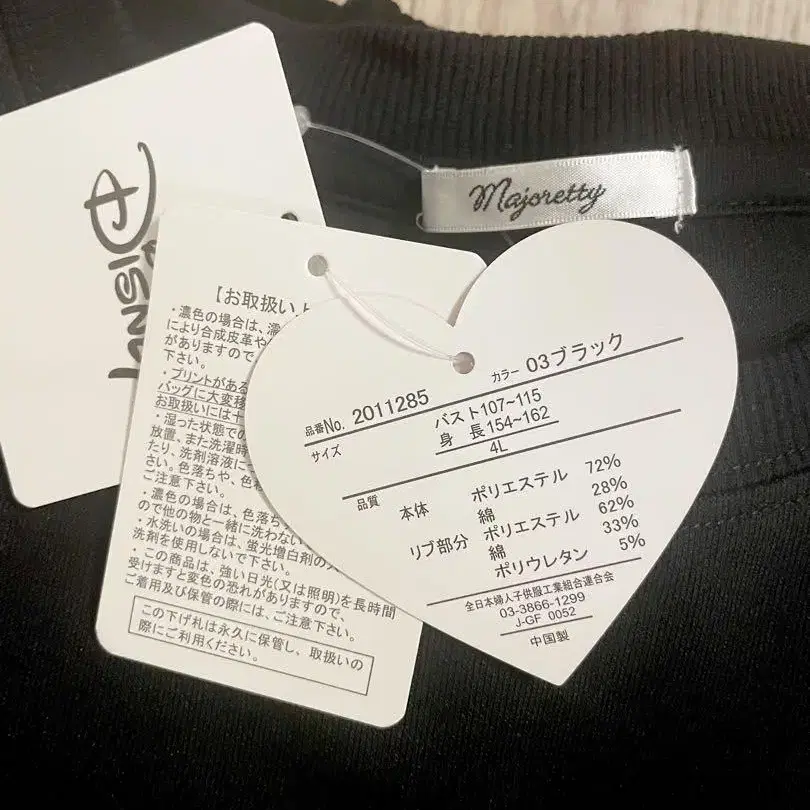 Disney
Majoretty
【お取扱い上
・濃色の場合は、
により合成皮革や
がありますので
下さい。
・プリントがある
バッグに大変移
お取扱いには十
・湿った状態での
放置、また洗濯時
たり、洗剤溶液に
さい。色落ちや、色
ご注意下さい。
・濃色の場合は、色落ち
ので他の物と一緒に洗わない
・水洗いの場合は、蛍光増白剤の
洗剤を使用しないで下さい。
・この商品は、強い日光(又は照明)を長時間
受けますと変色の恐れがありますので、
ご着用及び保管の際には、ご注意下さい。
この下げ札は永久に保管し、取扱いの
際にご利用ください。
品番No. 2011285 カラー 03ブラック
サイズ バスト107~115
身 長154~162
4L
品質 本体 ポリエステル 72%
綿 28%
リブ部分 ポリエステル 62%
綿 33%
ポリウレタン 5%
全日本婦人子供服工業組合連合会
03-3866-1299
J-GF 0052
中国製